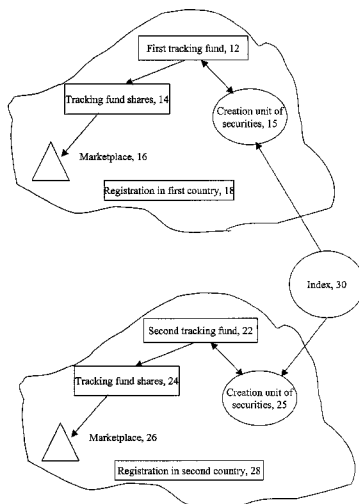 First tracking fund, 12
Tracking fund shares, 14
Creation unit of
securities, 15
Marketplace, 16
Registration in first country, 18
Index, 30
Second tracking fund, 22
Tracking fund shares, 24
Creation unit of
securities, 25
Marketplace, 26
Registration in second country, 28